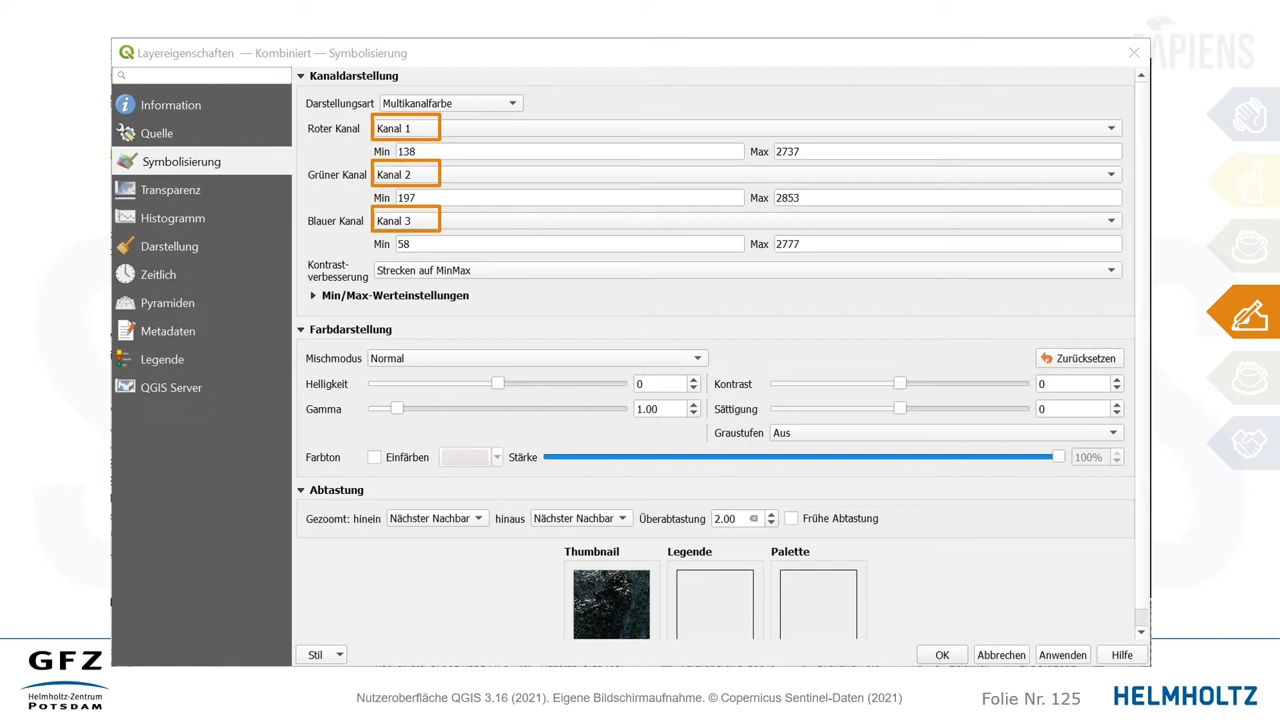 SAPIENS
Layereigenschaften — Kombiniert — Symbolisierung
Information
Quelle
Symbolisierung
Transparenz
Histogramm
Darstellung
Zeitlich
Pyramiden
Metadaten
Legende
QGIS Server
Kanaldarstellung
Darstellungsart Multikanalfarbe
Roter Kanal Kanal 1
Min 138 Max 2737
Grüner Kanal Kanal 2
Min 197 Max 2853
Blauer Kanal Kanal 3
Min 58 Max 2777
Kontrast-
verbesserung Strecken auf MinMax
Min/Max-Werteinstellungen
Farbdarstellung
Mischmodus Normal Zurücksetzen
Helligkeit 0 Kontrast 0
Gamma 1.00 Sättigung 0
Graustufen Aus
Farbton Einfärben Stärke 100%
Abtastung
Gezoomt: hinein Nächster Nachbar hinaus Nächster Nachbar Überabtastung 2.00 Frühe Abtastung
Thumbnail Legende Palette
Stil OK Abbrechen Anwenden Hilfe
GFZ
Helmholtz-Zentrum
POTSDAM
Nutzeroberfläche QGIS 3.16 (2021). Eigene Bildschirmaufnahme. © Copernicus Sentinel-Daten (2021)
Folie Nr. 125
HELMHOLTZ